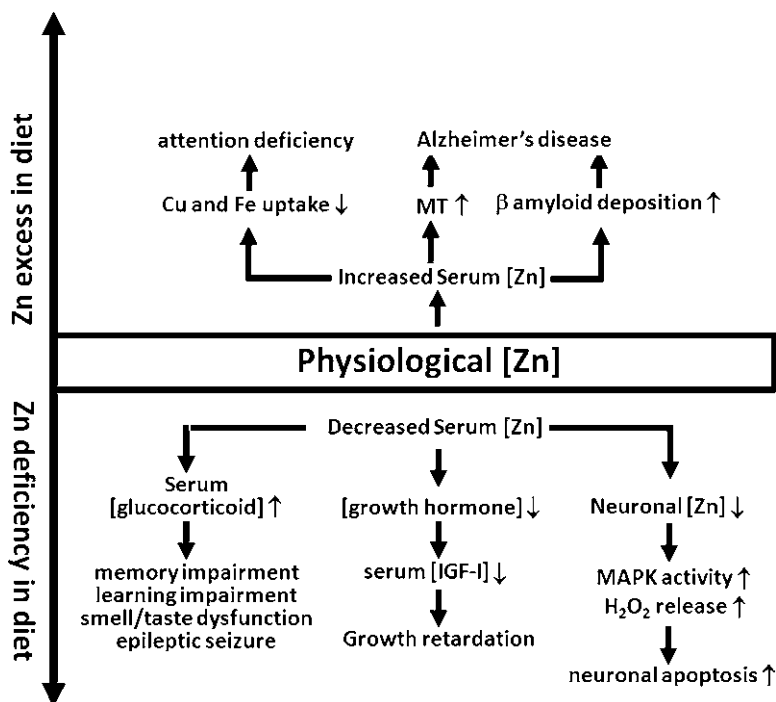 Zn excess in diet
attention deficiency
Alzheimer's disease
Cu and Fe uptake ↓
MT ↑
β amyloid deposition ↑
Increased Serum [Zn]
Physiological [Zn]
Zn deficiency in diet
Decreased Serum [Zn]
Serum
[glucocorticoid] ↑
[growth hormone] ↓
Neuronal [Zn] ↓
memory impairment
learning impairment
smell/taste dysfunction
epileptic seizure
serum [IGF-I] ↓
MAPK activity ↑
H₂O₂ release ↑
Growth retardation
neuronal apoptosis ↑